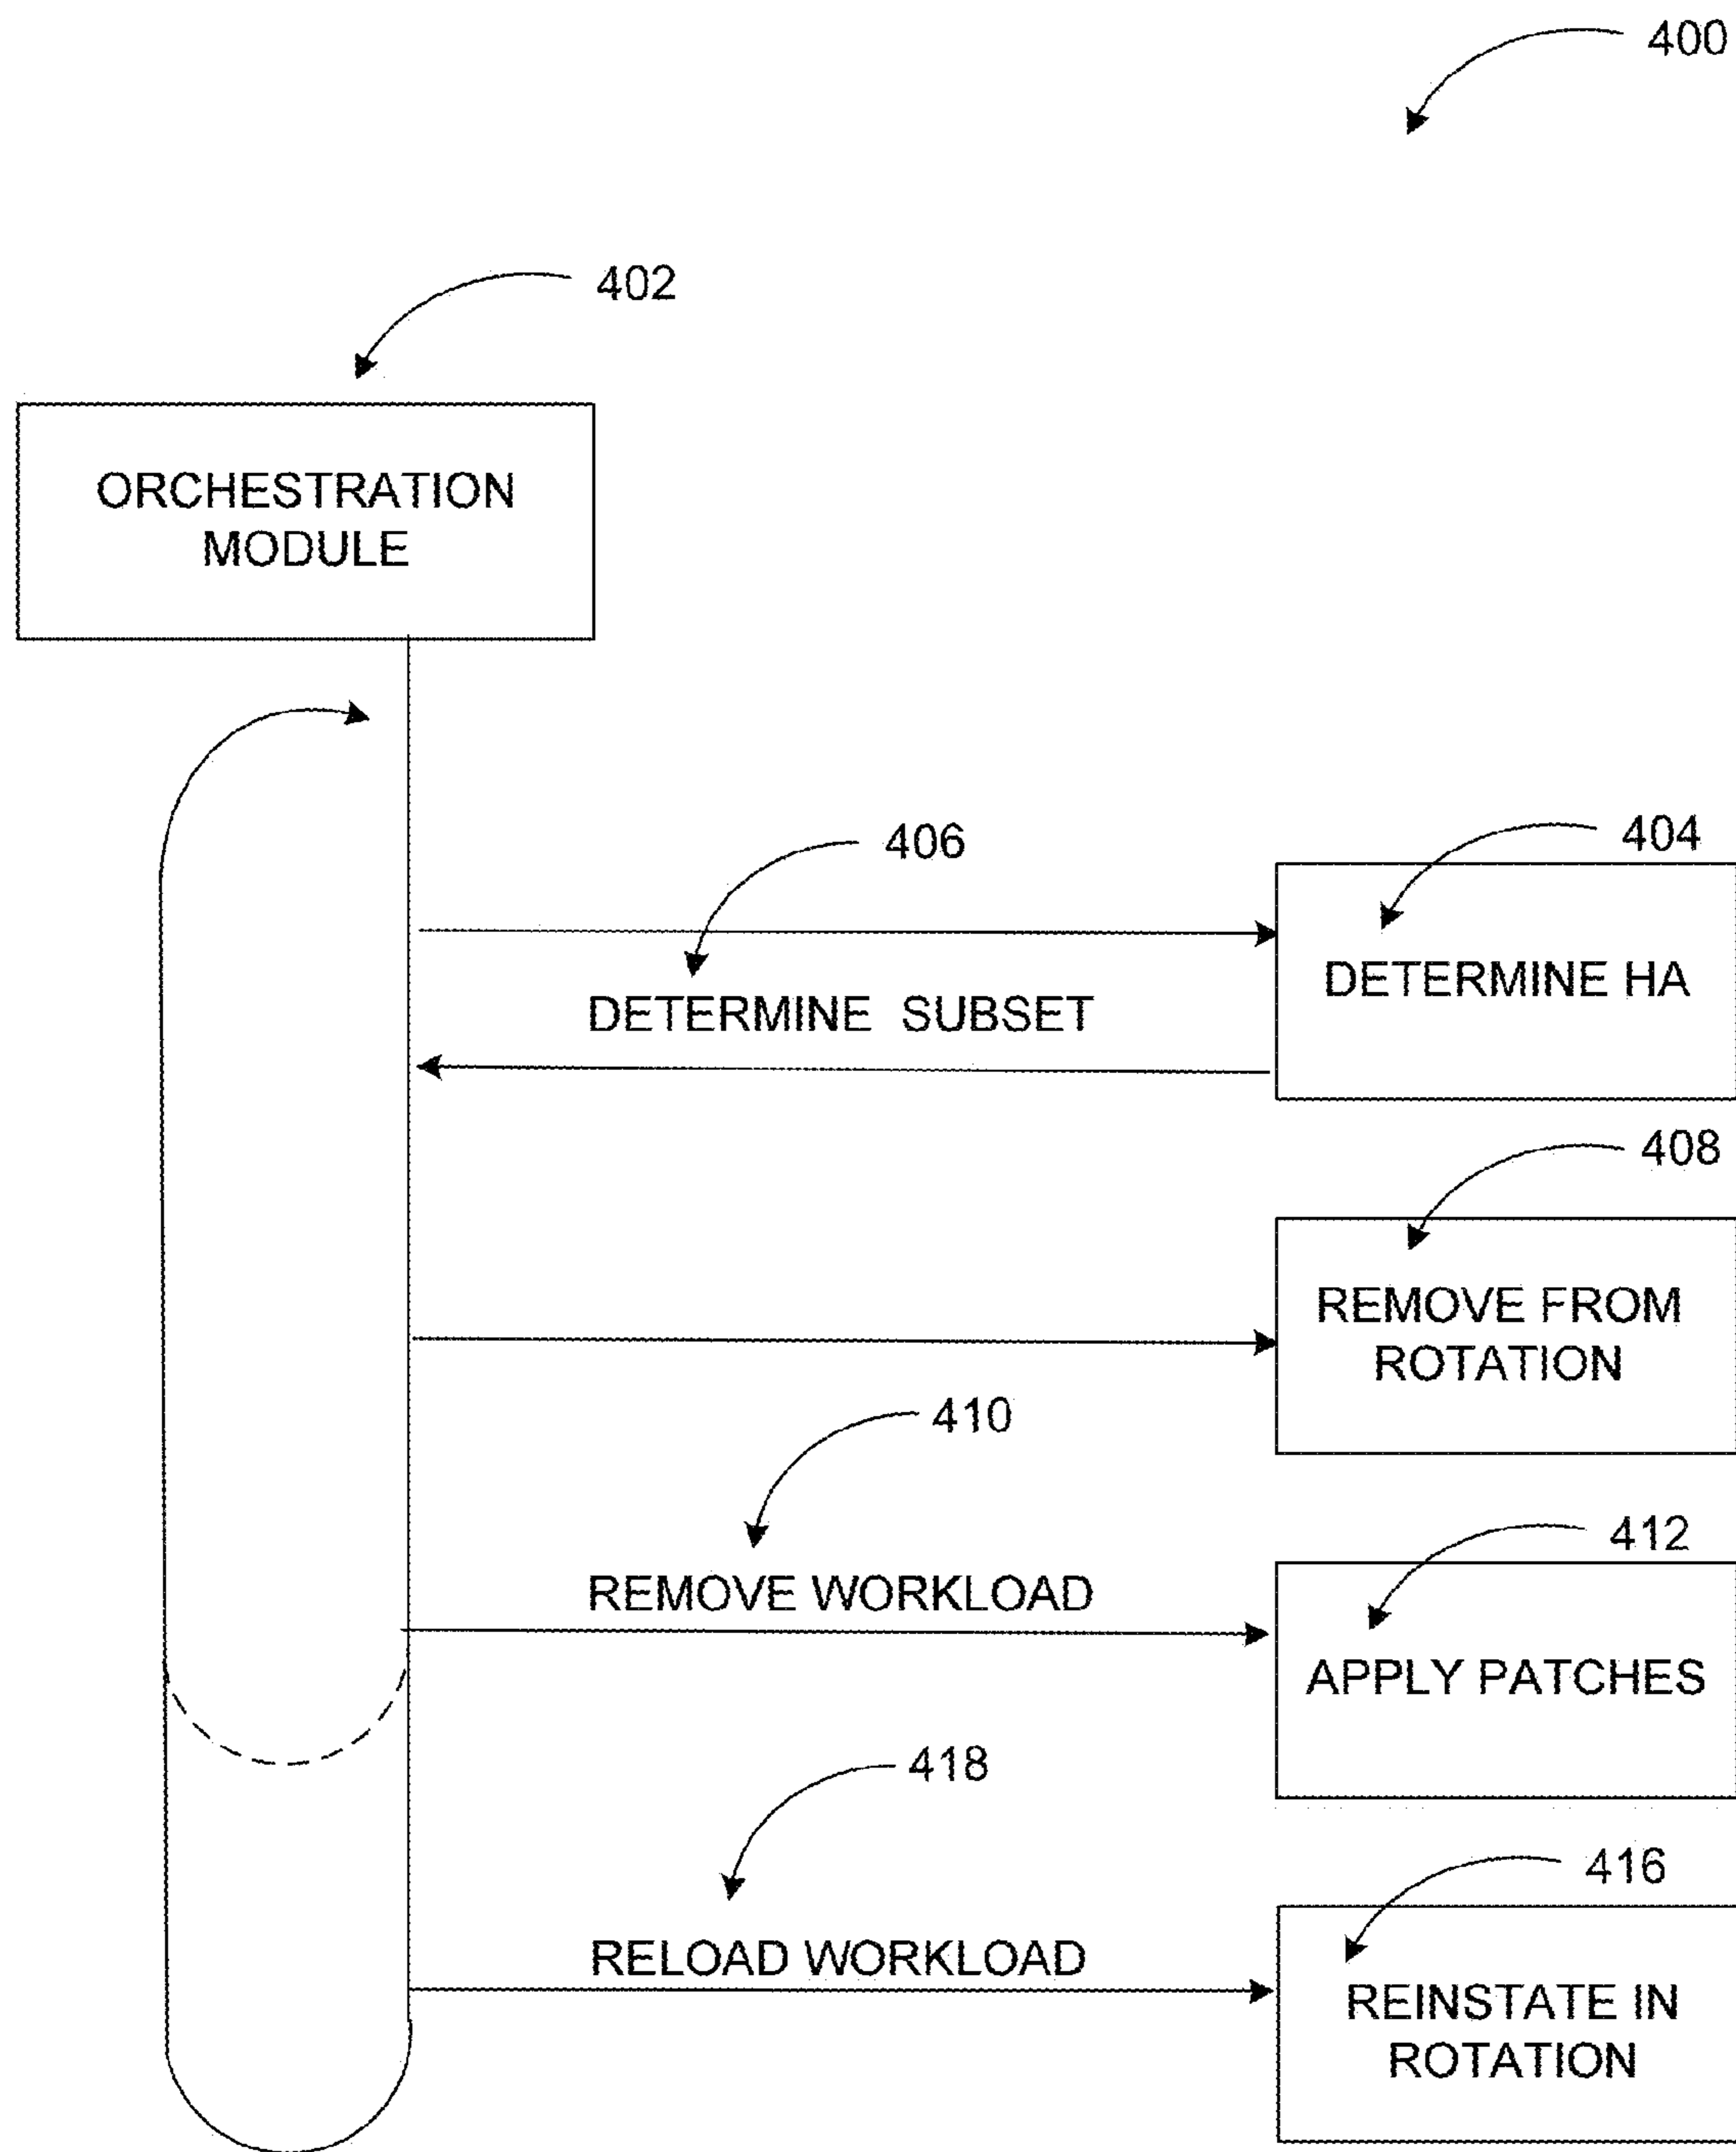 400
402
ORCHESTRATION
MODULE
406
404
DETERMINE SUBSET
DETERMINE HA
408
REMOVE FROM
ROTATION
410
412
REMOVE WORKLOAD
APPLY PATCHES
418
416
RELOAD WORKLOAD
REINSTATE IN
ROTATION